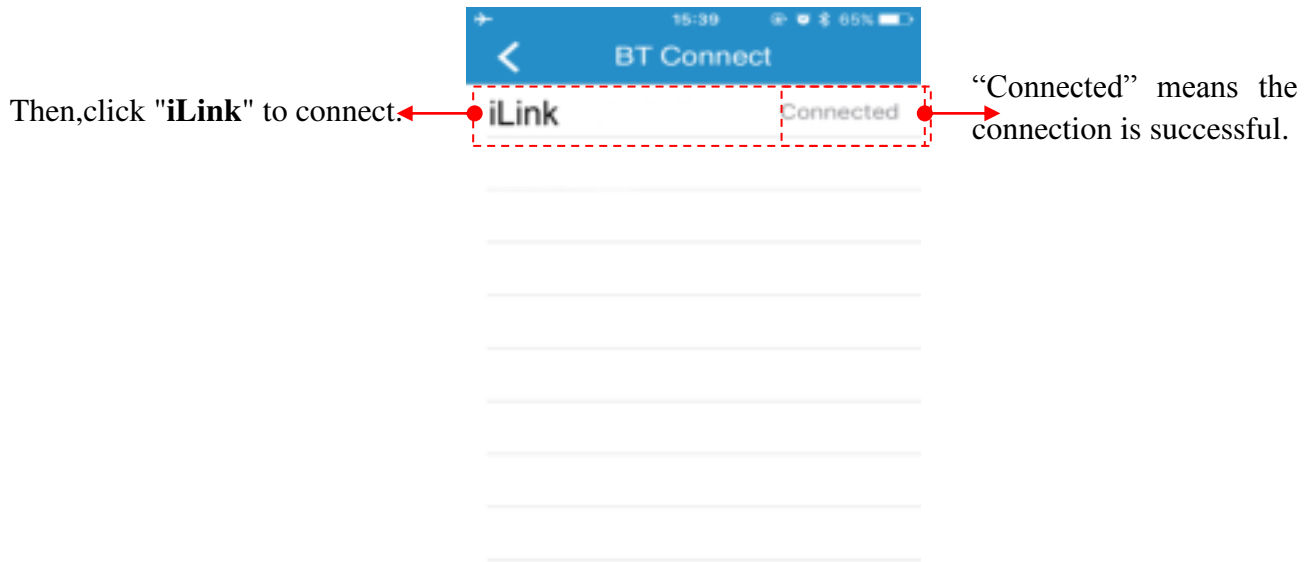 15:39 65%
BT Connect
Then,click "iLink" to connect.
iLink Connected
“Connected” means the
connection is successful.